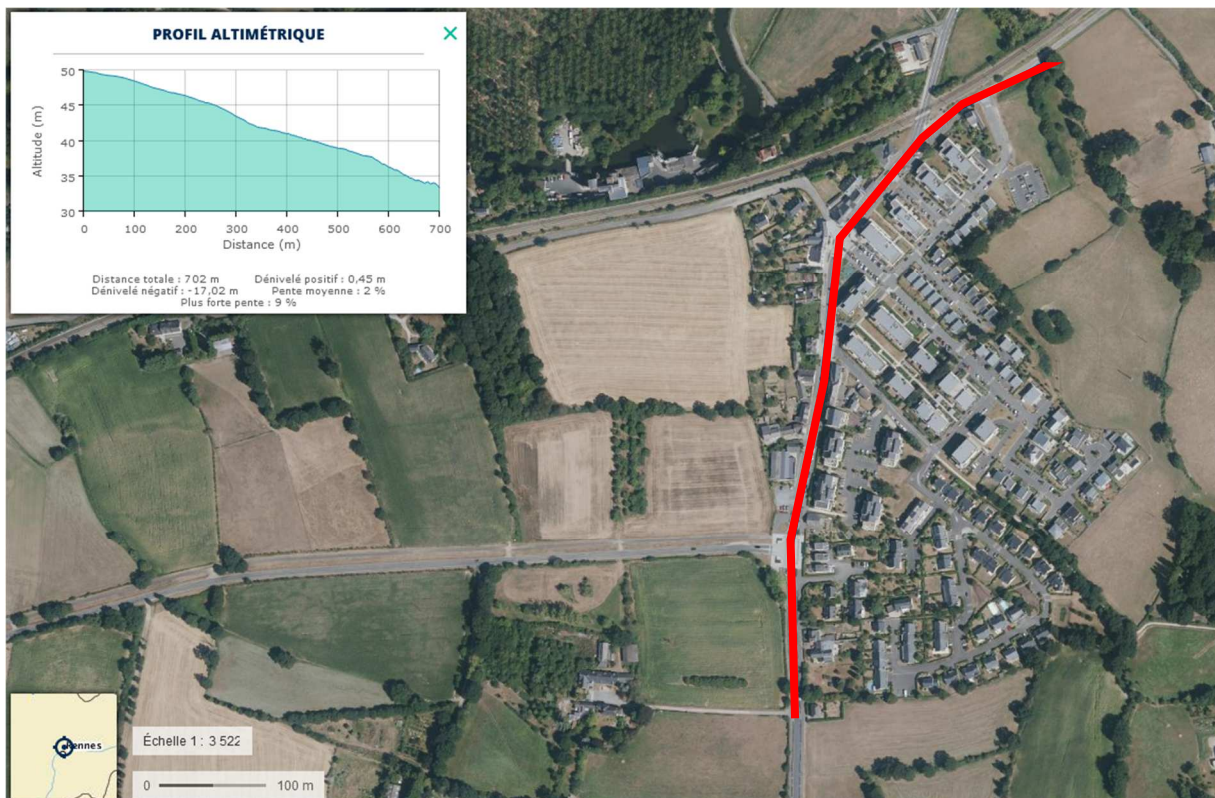 PROFIL ALTIMÉTRIQUE ×
50
45
40
35
30
Altitude (m)
0 100 200 300 400 500 600 700
Distance (m)
Distance totale : 702 m Dénivelé positif : 0,45 m
Dénivelé négatif : -17,02 m Pente moyenne : 2 %
Plus forte pente : 9 %
Rennes
Échelle 1 : 3 522
0 100 m